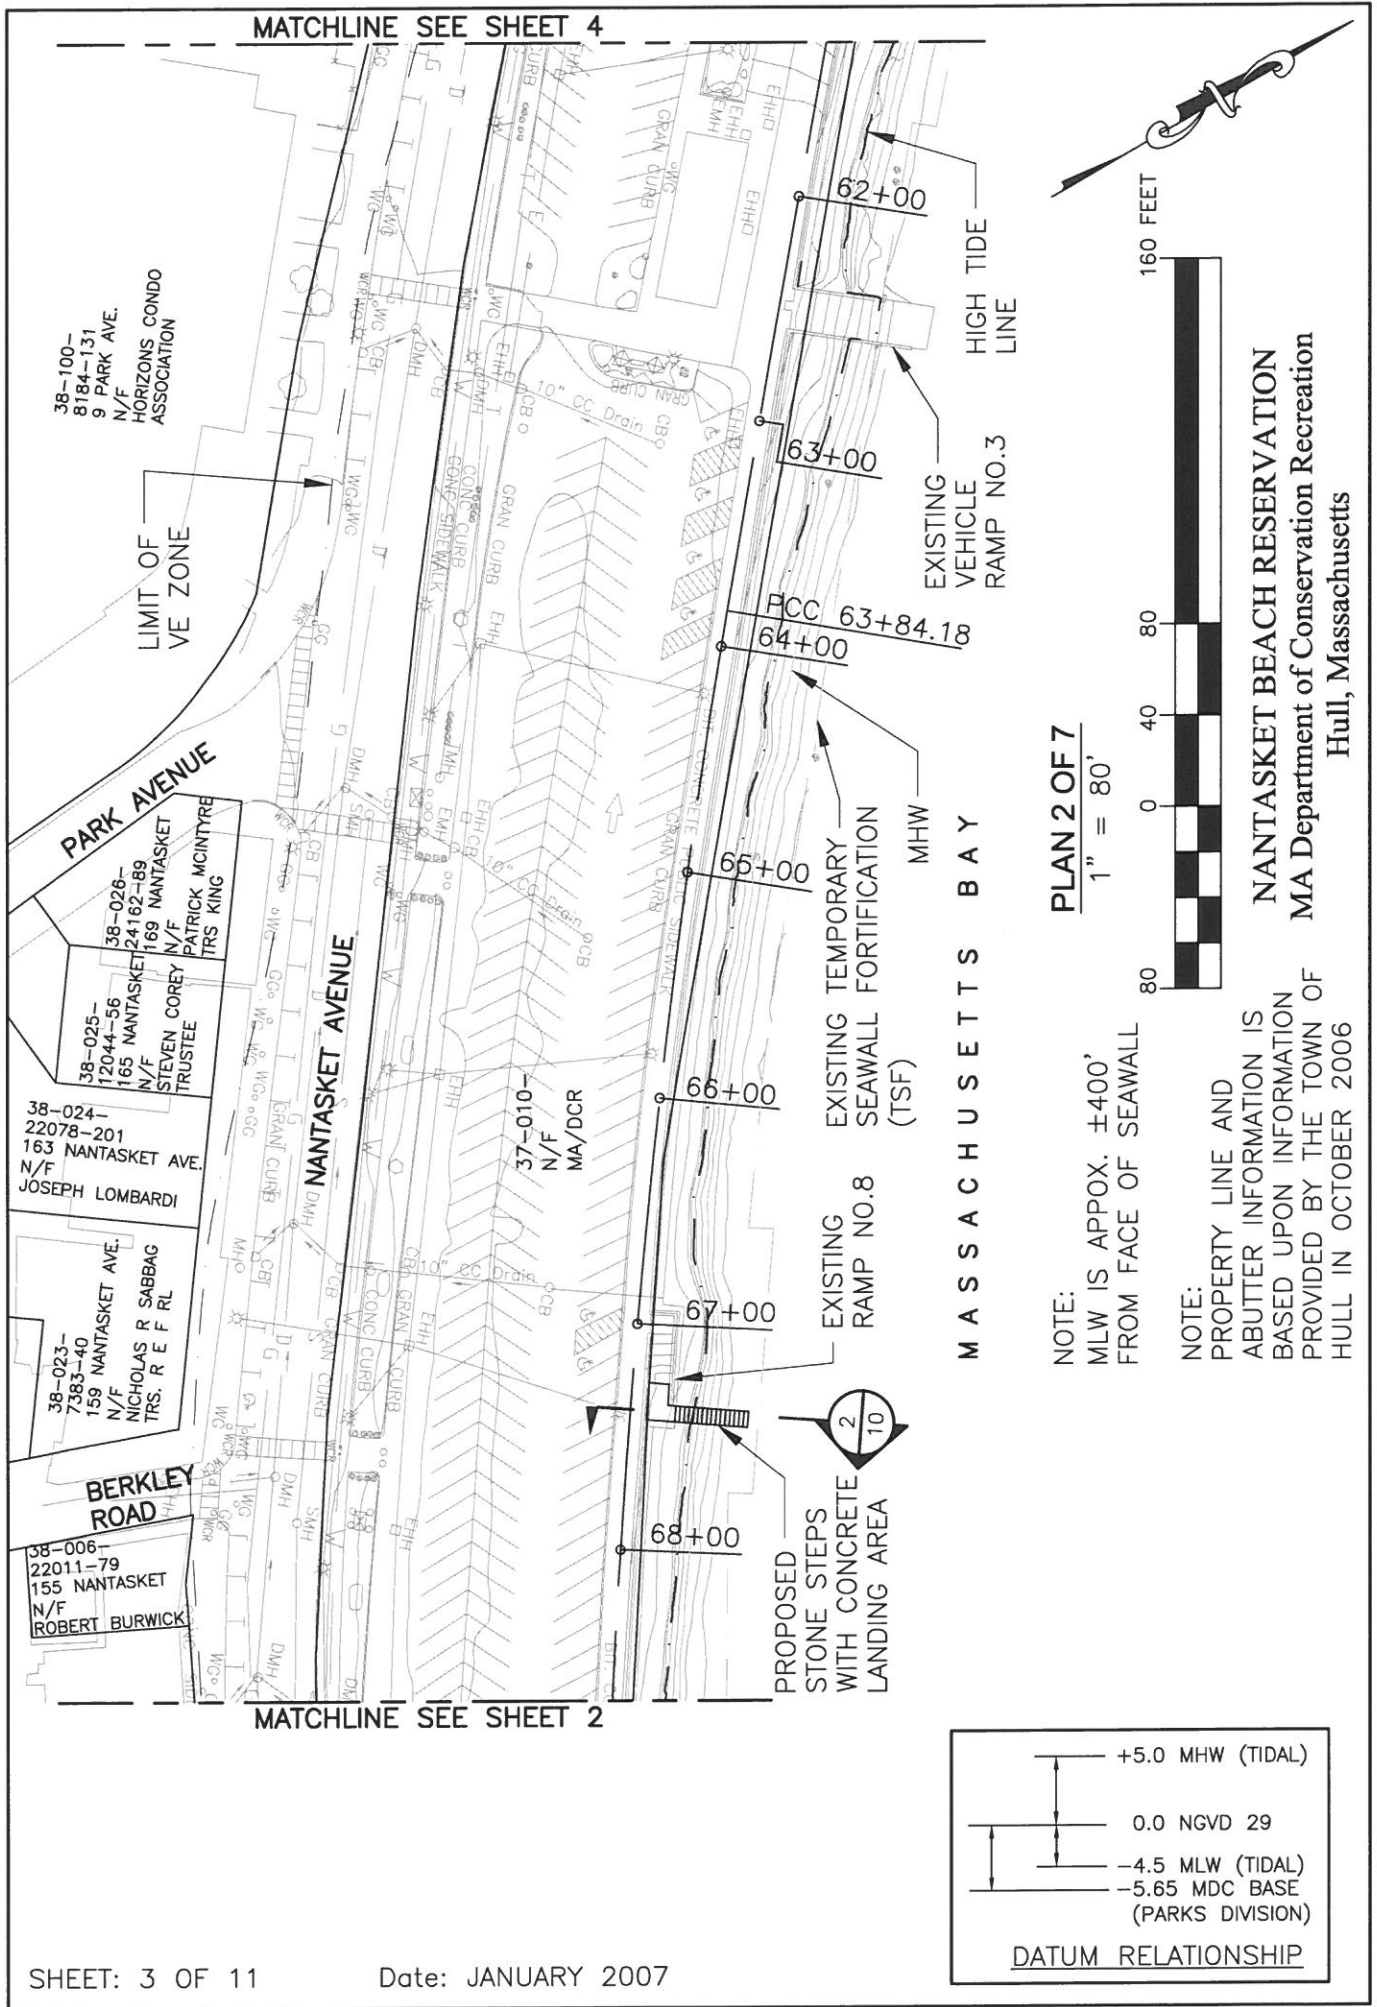 MATCHLINE SEE SHEET 4
38-100-
8184-131
9 PARK AVE.
N/F
HORIZONS CONDO
ASSOCIATION
LIMIT OF
VE ZONE
PARK AVENUE
38-026-
24162-89
169 NANTASKET
N/F
PATRICK MCINTYRE
TRS KING
38-025-
12044-56
165 NANTASKET
N/F
STEVEN COREY
TRUSTEE
38-024-
22078-201
163 NANTASKET AVE.
N/F
JOSEPH LOMBARDI
38-023-
7383-40
159 NANTASKET AVE.
N/F
NICHOLAS R SABBAG
TRS. R E F RL
BERKLEY
ROAD
38-006-
22011-79
155 NANTASKET
N/F
ROBERT BURWICK
NANTASKET AVENUE
37-010-
N/F
MA/DCR
10" CC Drain
10" CC Drain
10" CC Drain
GRAN CURB
CONC SIDEWALK
CONC CURB
GRAN CURB
62+00
63+00
PCC 63+84.18
64+00
65+00
66+00
67+00
68+00
HIGH TIDE
LINE
EXISTING
VEHICLE
RAMP NO.3
MHW
EXISTING TEMPORARY
SEAWALL FORTIFICATION
(TSF)
EXISTING
RAMP NO.8
2
10
PROPOSED
STONE STEPS
WITH CONCRETE
LANDING AREA
MATCHLINE SEE SHEET 2
MASSACHUSETTS BAY
N
PLAN 2 OF 7
1" = 80'
80 0 40 80 160 FEET
NOTE:
MLW IS APPOX. ±400'
FROM FACE OF SEAWALL
NOTE:
PROPERTY LINE AND
ABUTTER INFORMATION IS
BASED UPON INFORMATION
PROVIDED BY THE TOWN OF
HULL IN OCTOBER 2006
NANTASKET BEACH RESERVATION
MA Department of Conservation Recreation
Hull, Massachusetts
+5.0 MHW (TIDAL)
0.0 NGVD 29
-4.5 MLW (TIDAL)
-5.65 MDC BASE
(PARKS DIVISION)
DATUM RELATIONSHIP
SHEET: 3 OF 11
Date: JANUARY 2007